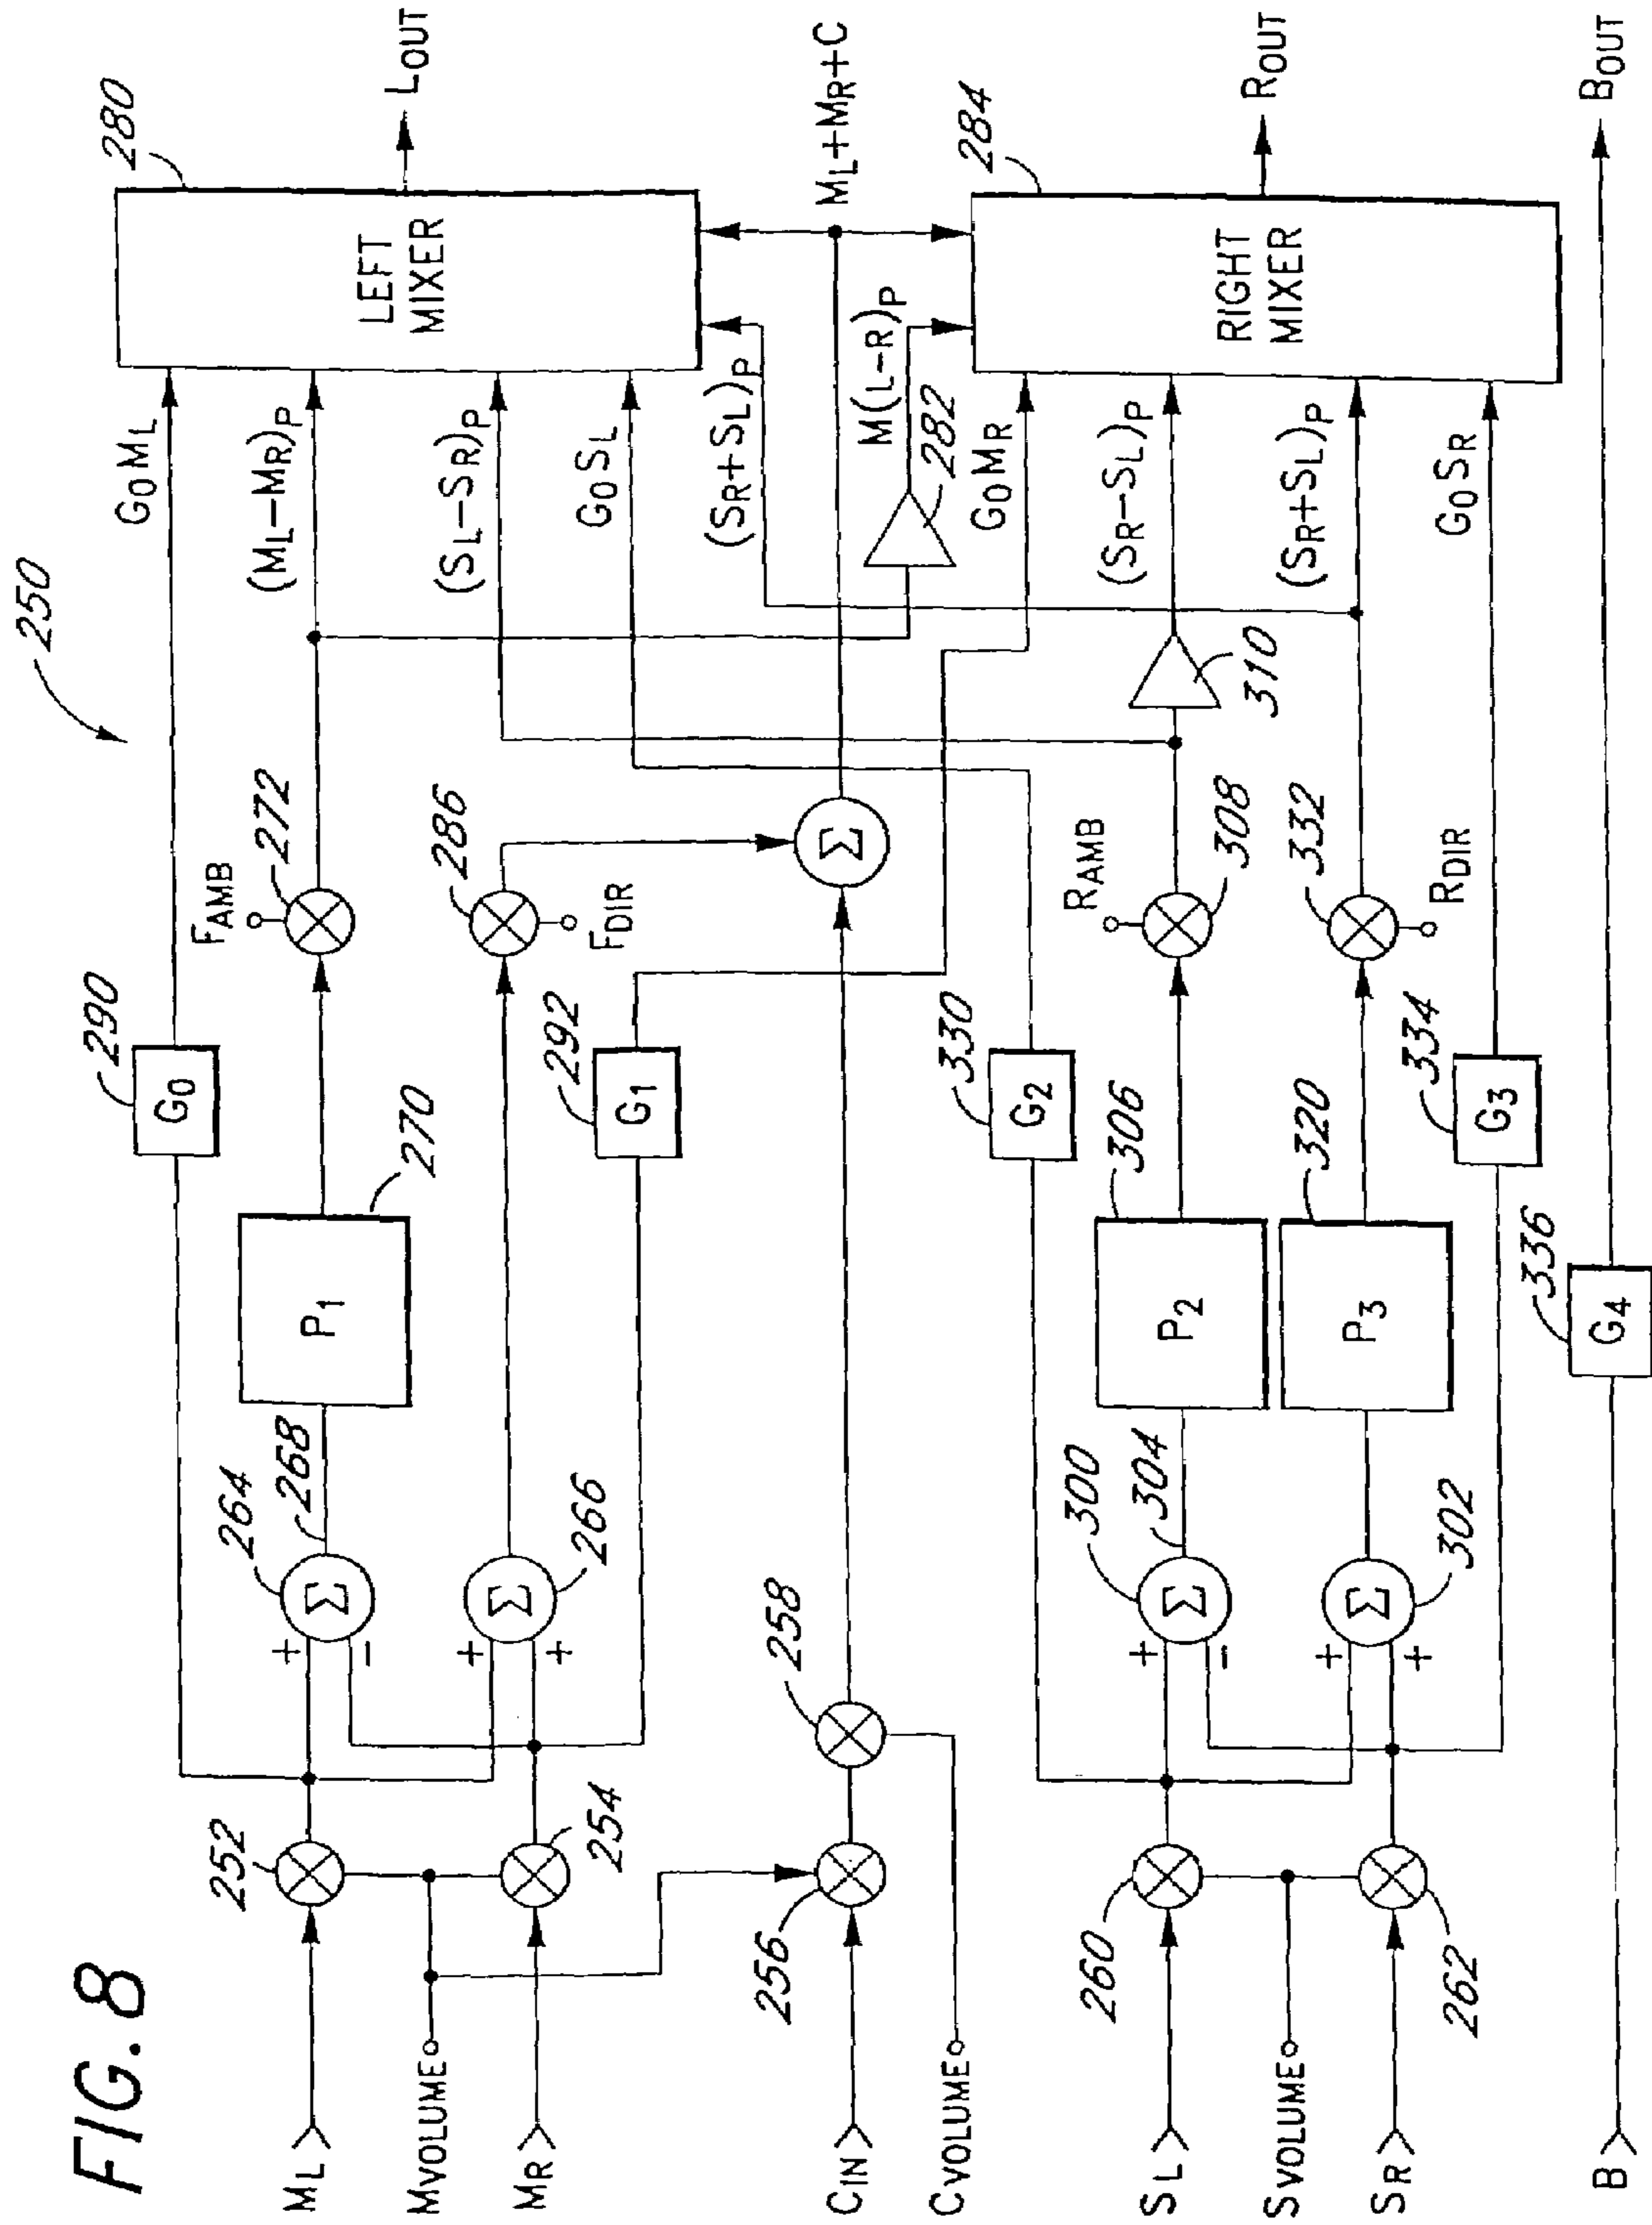 FIG. 8
250
ML
MVOLUME
MR
CIN
CVOLUME
SL
SVOLUME
SR
B
252
254
256
258
260
262
+
−
+
+
Σ
264
268
Σ
266
+
−
+
+
Σ
300
304
Σ
302
P1
270
G0
290
G1
292
P2
306
P3
320
G2
330
G3
334
G4
336
FAMB
272
286
FDIR
Σ
RAMB
308
332
RDIR
310
282
G0ML
(ML−MR)P
(SL−SR)P
G0SL
(SR+SL)P
M(L−R)P
G0MR
(SR−SL)P
(SR+SL)P
G0SR
LEFT
MIXER
280
ML+MR+C
RIGHT
MIXER
284
LOUT
ROUT
BOUT